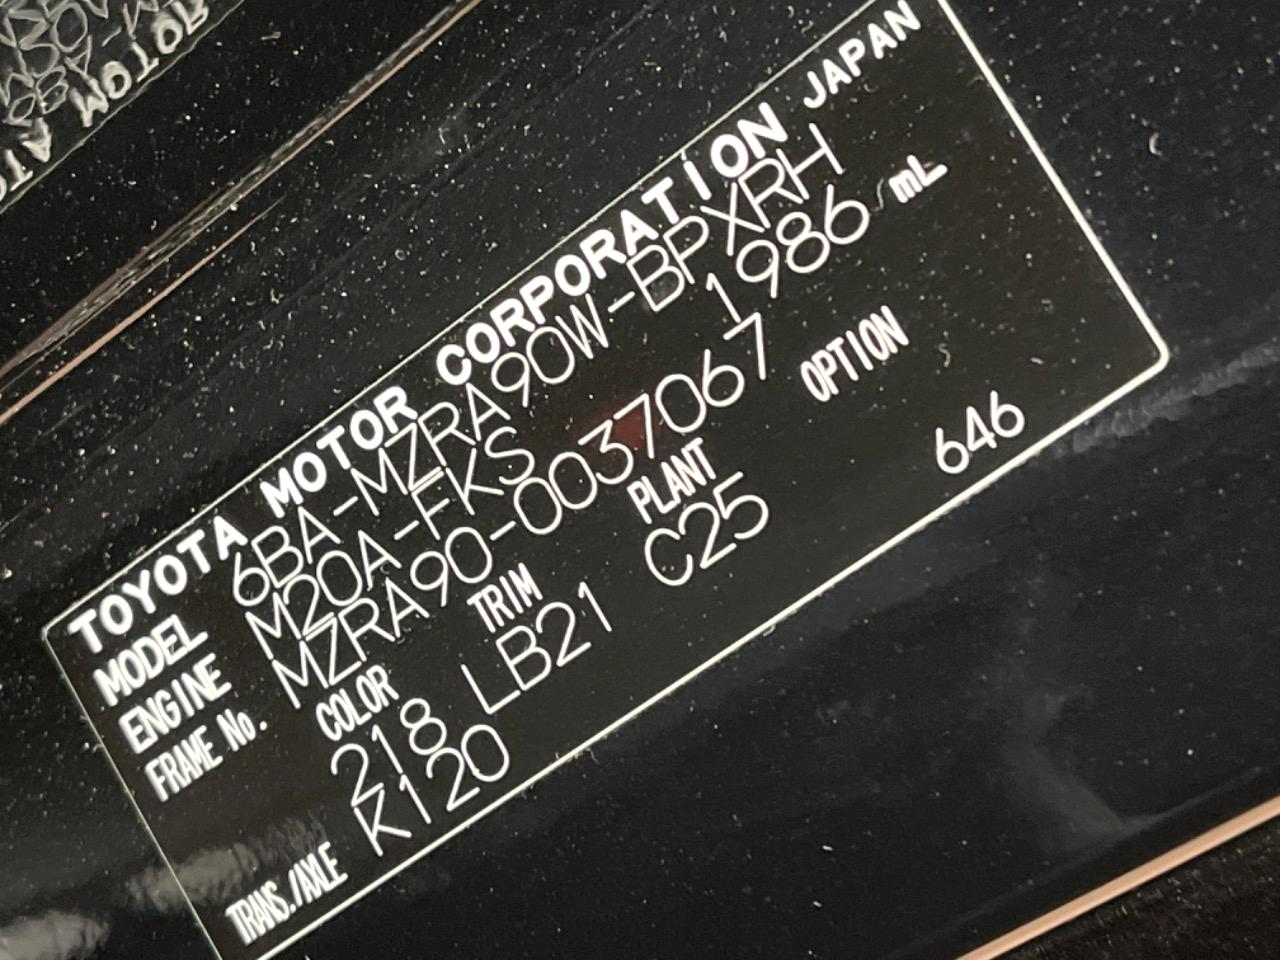 TOYOTA MOTOR CORPORATION JAPAN
MODEL 6BA-MZRA90W-BPXRH
ENGINE M20A-FKS 1986 mL
FRAME No. MZRA90-0037067
COLOR TRIM PLANT OPTION
218 LB21 C25 646
TRANS./AXLE K120
MOTOR